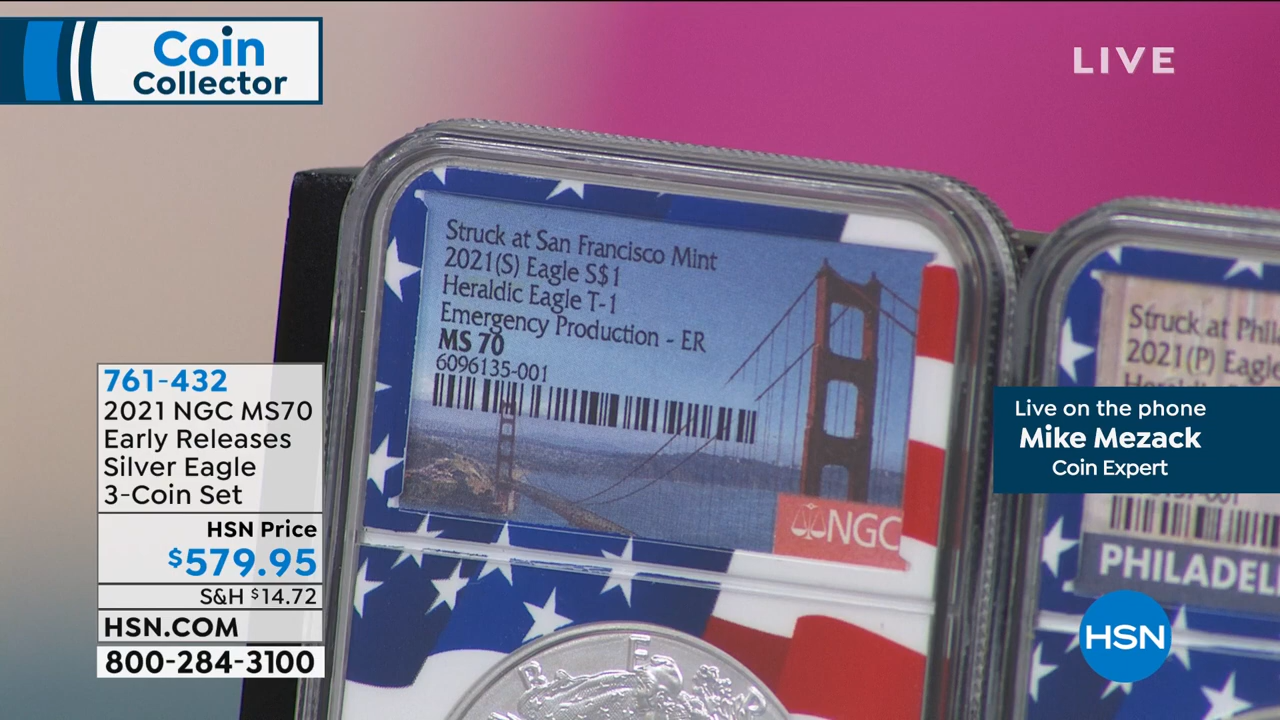 Coin
Collector
LIVE
Struck at San Francisco Mint
2021(S) Eagle S$1
Heraldic Eagle T-1
Emergency Production - ER
MS 70
6096135-001
NGC
Struck at
2021(P) Eagle
PHILADEL
761-432
2021 NGC MS70
Early Releases
Silver Eagle
3-Coin Set
HSN Price
$579.95
S&H $14.72
HSN.COM
800-284-3100
Live on the phone
Mike Mezack
Coin Expert
HSN